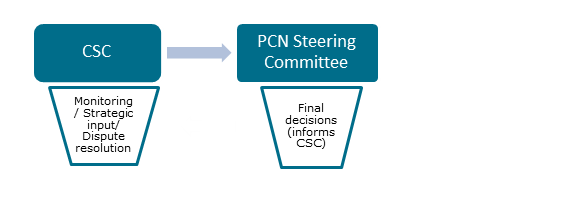 CSC
PCN Steering
Committee
Monitoring
/ Strategic
input/
Dispute
resolution
Final
decisions
(informs
CSC)